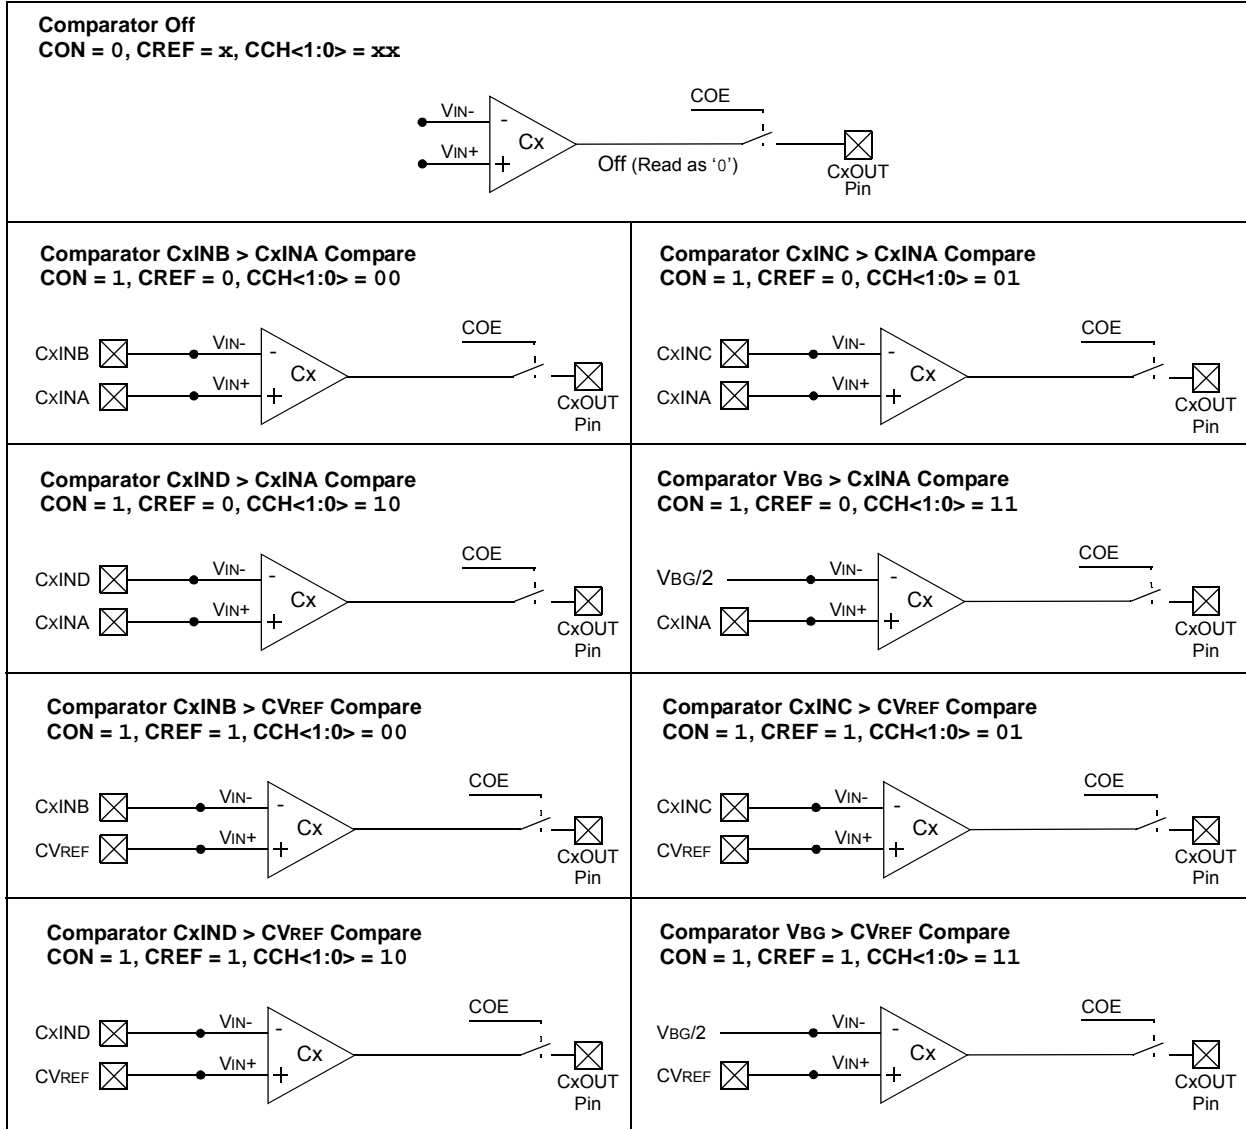 Comparator Off
CON = 0, CREF = x, CCH<1:0> = xx
COE
VIN-
-
Cx
VIN+
+
Off (Read as ‘0’)
CxOUT
Pin
Comparator CxINB > CxINA Compare
CON = 1, CREF = 0, CCH<1:0> = 00
COE
CxINB
VIN-
-
Cx
CxINA
VIN+
+
CxOUT
Pin
Comparator CxINC > CxINA Compare
CON = 1, CREF = 0, CCH<1:0> = 01
COE
CxINC
VIN-
-
Cx
CxINA
VIN+
+
CxOUT
Pin
Comparator CxIND > CxINA Compare
CON = 1, CREF = 0, CCH<1:0> = 10
COE
CxIND
VIN-
-
Cx
CxINA
VIN+
+
CxOUT
Pin
Comparator VBG > CxINA Compare
CON = 1, CREF = 0, CCH<1:0> = 11
COE
VBG/2
VIN-
-
Cx
CxINA
VIN+
+
CxOUT
Pin
Comparator CxINB > CVREF Compare
CON = 1, CREF = 1, CCH<1:0> = 00
COE
CxINB
VIN-
-
Cx
CVREF
VIN+
+
CxOUT
Pin
Comparator CxINC > CVREF Compare
CON = 1, CREF = 1, CCH<1:0> = 01
COE
CxINC
VIN-
-
Cx
CVREF
VIN+
+
CxOUT
Pin
Comparator CxIND > CVREF Compare
CON = 1, CREF = 1, CCH<1:0> = 10
COE
CxIND
VIN-
-
Cx
CVREF
VIN+
+
CxOUT
Pin
Comparator VBG > CVREF Compare
CON = 1, CREF = 1, CCH<1:0> = 11
COE
VBG/2
VIN-
-
Cx
CVREF
VIN+
+
CxOUT
Pin